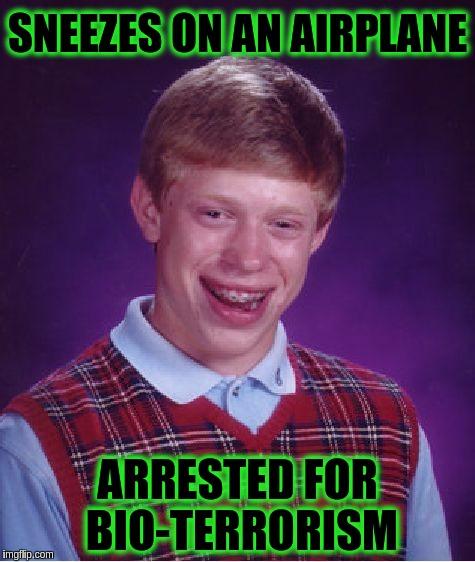 SNEEZES ON AN AIRPLANE
ARRESTED FOR
BIO-TERRORISM
imgflip.com